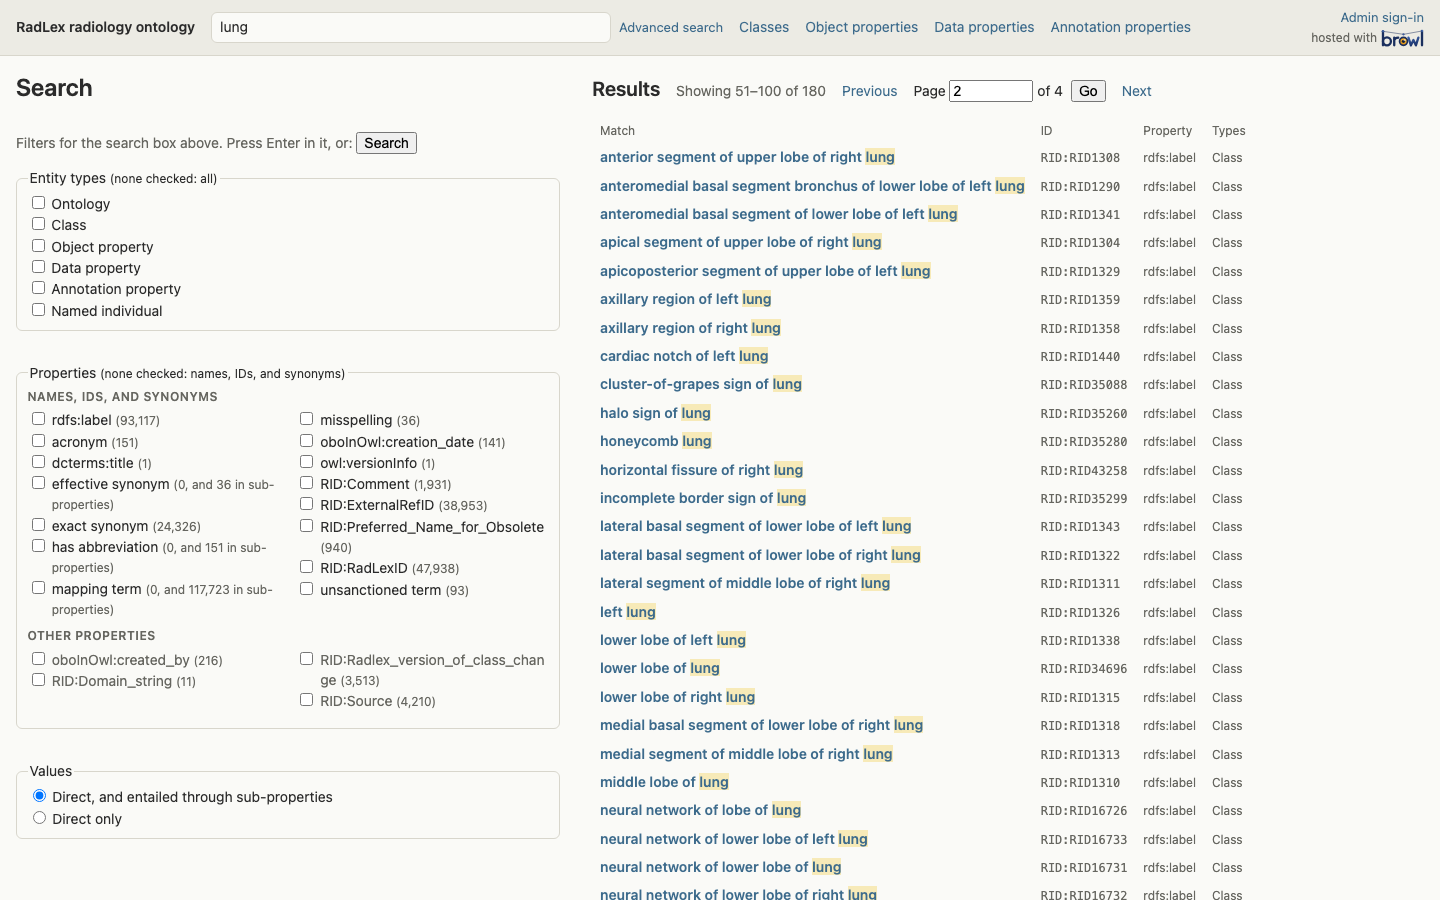 RadLex radiology ontology
lung
Advanced search
Classes
Object properties
Data properties
Annotation properties
Admin sign-in
hosted with browl
Search
Filters for the search box above. Press Enter in it, or: Search
Entity types (none checked: all)
Ontology
Class
Object property
Data property
Annotation property
Named individual
Properties (none checked: names, IDs, and synonyms)
NAMES, IDS, AND SYNONYMS
rdfs:label (93,117)
acronym (151)
dcterms:title (1)
effective synonym (0, and 36 in sub-
properties)
exact synonym (24,326)
has abbreviation (0, and 151 in sub-
properties)
mapping term (0, and 117,723 in sub-
properties)
misspelling (36)
oboInOwl:creation_date (141)
owl:versionInfo (1)
RID:Comment (1,931)
RID:ExternalRefID (38,953)
RID:Preferred_Name_for_Obsolete
(940)
RID:RadLexID (47,938)
unsanctioned term (93)
OTHER PROPERTIES
oboInOwl:created_by (216)
RID:Domain_string (11)
RID:Radlex_version_of_class_chan
ge (3,513)
RID:Source (4,210)
Values
Direct, and entailed through sub-properties
Direct only
Results Showing 51–100 of 180 Previous Page 2 of 4 Go Next
Match ID Property Types
anterior segment of upper lobe of right lung RID:RID1308 rdfs:label Class
anteromedial basal segment bronchus of lower lobe of left lung RID:RID1290 rdfs:label Class
anteromedial basal segment of lower lobe of left lung RID:RID1341 rdfs:label Class
apical segment of upper lobe of right lung RID:RID1304 rdfs:label Class
apicoposterior segment of upper lobe of left lung RID:RID1329 rdfs:label Class
axillary region of left lung RID:RID1359 rdfs:label Class
axillary region of right lung RID:RID1358 rdfs:label Class
cardiac notch of left lung RID:RID1440 rdfs:label Class
cluster-of-grapes sign of lung RID:RID35088 rdfs:label Class
halo sign of lung RID:RID35260 rdfs:label Class
honeycomb lung RID:RID35280 rdfs:label Class
horizontal fissure of right lung RID:RID43258 rdfs:label Class
incomplete border sign of lung RID:RID35299 rdfs:label Class
lateral basal segment of lower lobe of left lung RID:RID1343 rdfs:label Class
lateral basal segment of lower lobe of right lung RID:RID1322 rdfs:label Class
lateral segment of middle lobe of right lung RID:RID1311 rdfs:label Class
left lung RID:RID1326 rdfs:label Class
lower lobe of left lung RID:RID1338 rdfs:label Class
lower lobe of lung RID:RID34696 rdfs:label Class
lower lobe of right lung RID:RID1315 rdfs:label Class
medial basal segment of lower lobe of right lung RID:RID1318 rdfs:label Class
medial segment of middle lobe of right lung RID:RID1313 rdfs:label Class
middle lobe of lung RID:RID1310 rdfs:label Class
neural network of lobe of lung RID:RID16726 rdfs:label Class
neural network of lower lobe of left lung RID:RID16733 rdfs:label Class
neural network of lower lobe of lung RID:RID16731 rdfs:label Class
neural network of lower lobe of right lung RID:RID16732 rdfs:label Class